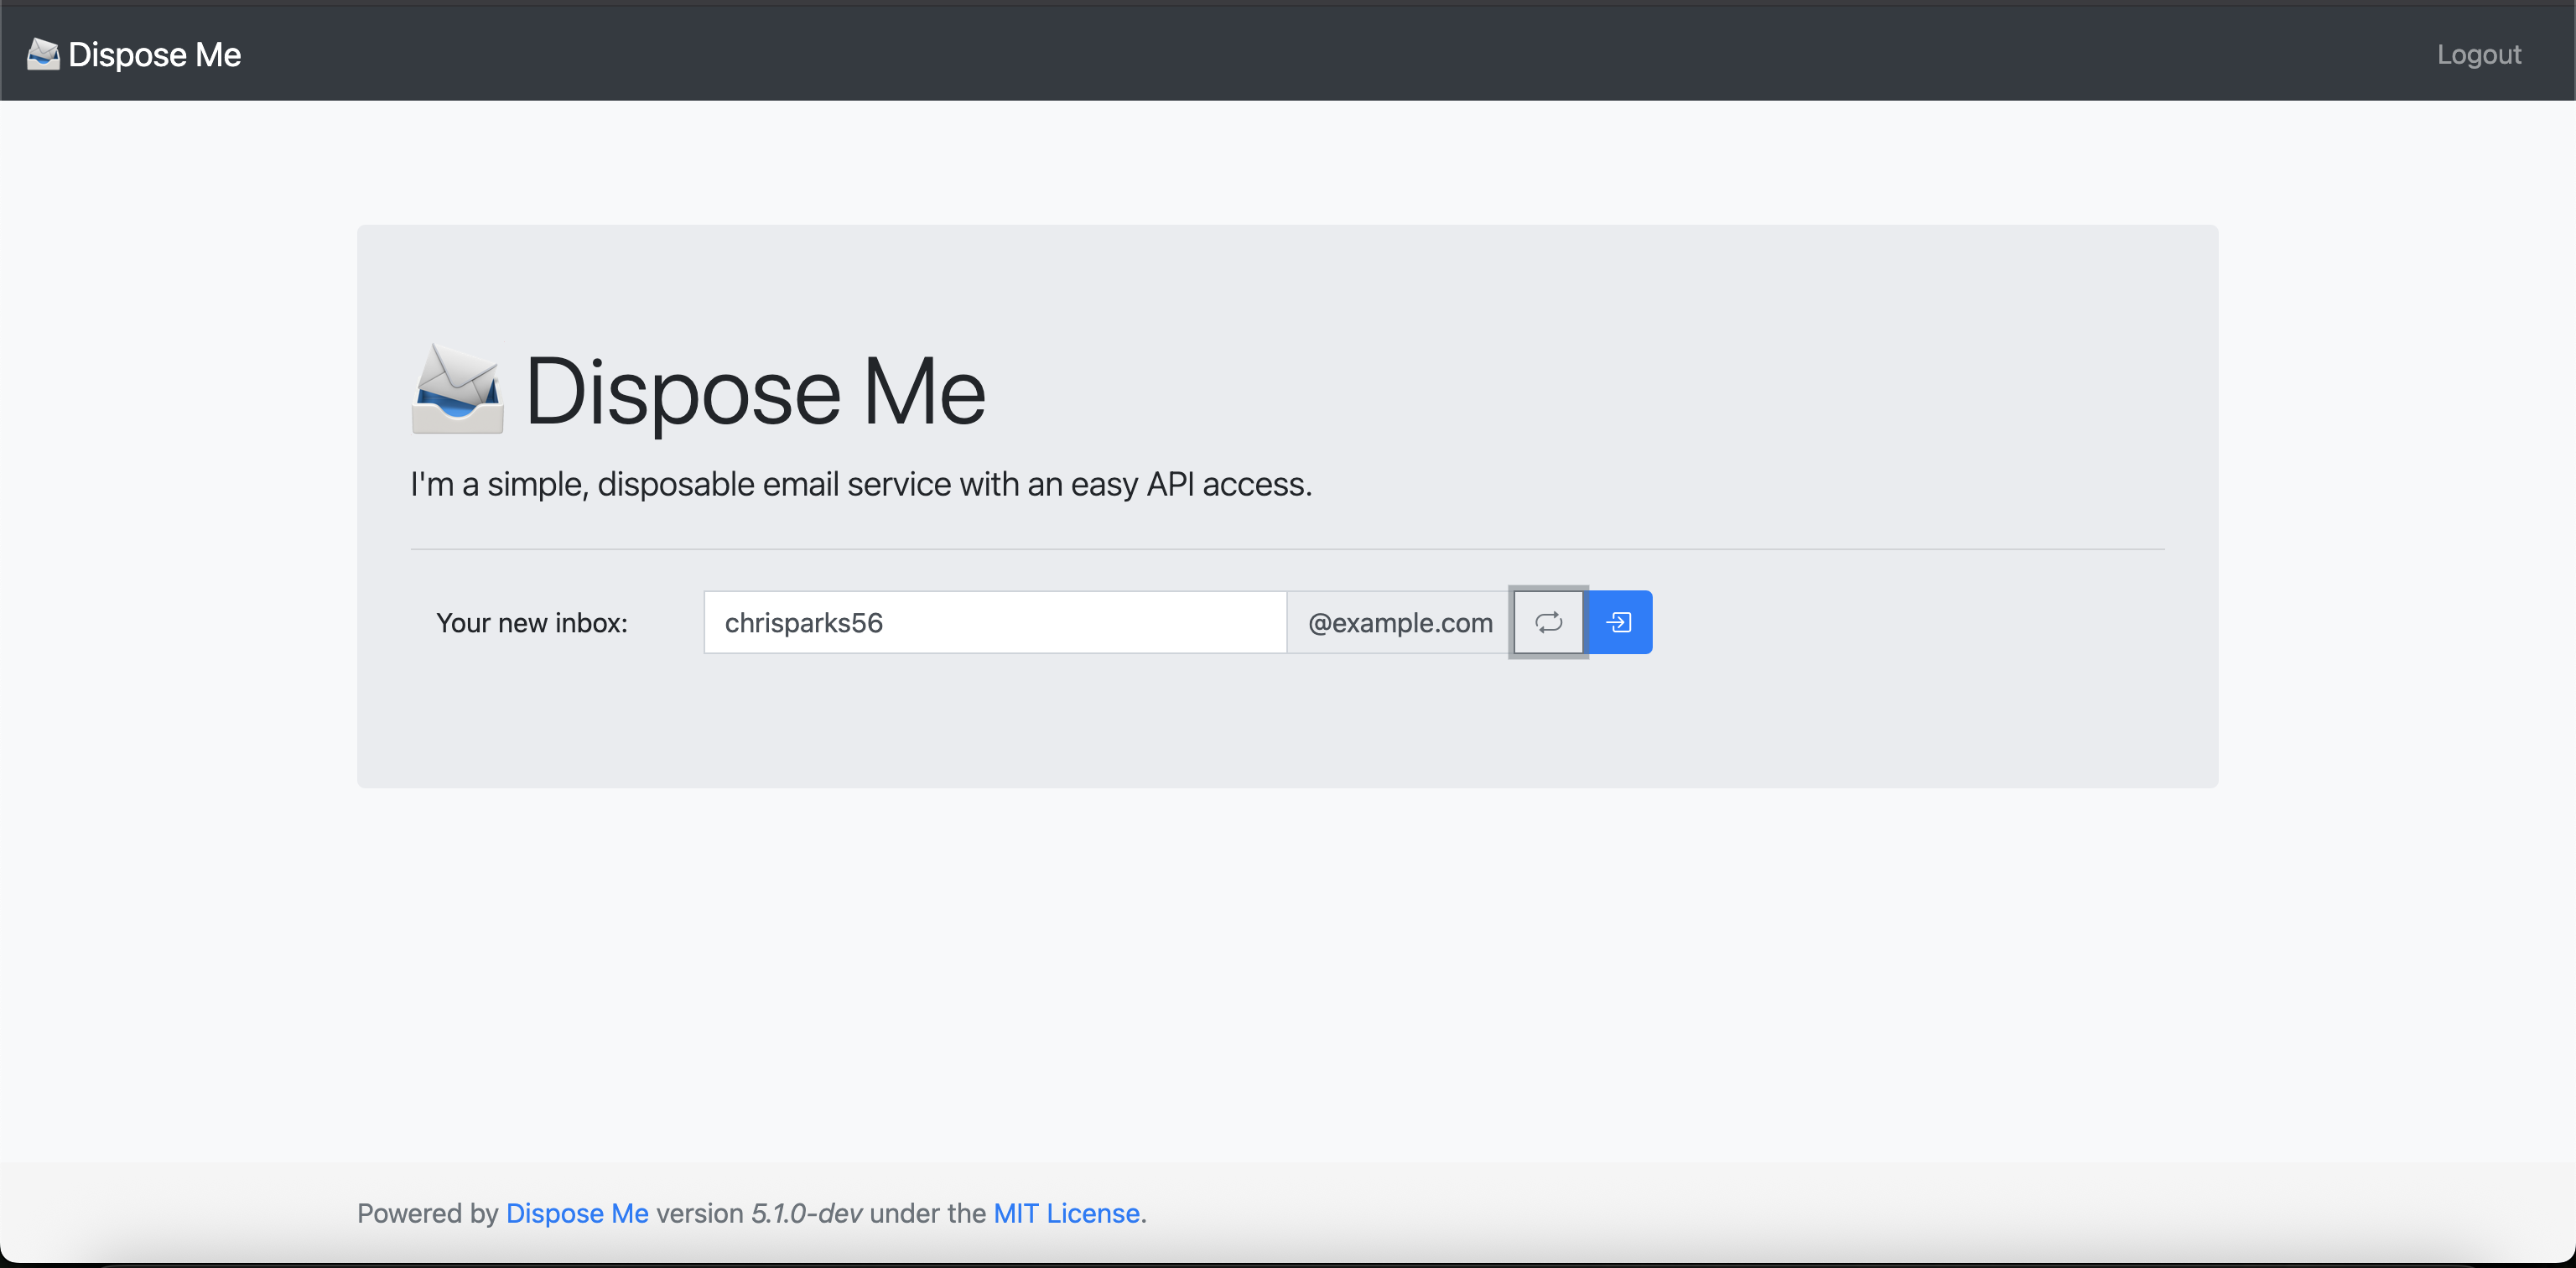 Dispose Me
Logout
Dispose Me
I'm a simple, disposable email service with an easy API access.
Your new inbox:
chrisparks56
@example.com
Powered by Dispose Me version 5.1.0-dev under the MIT License.